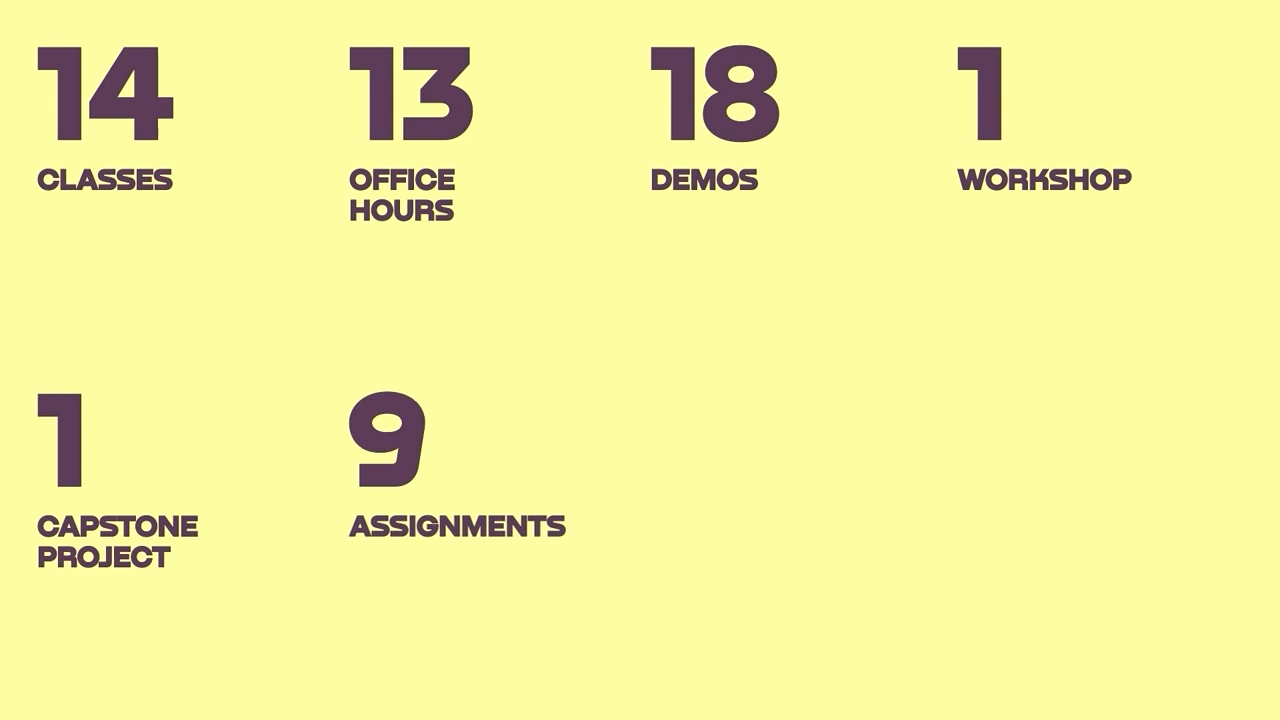 14
CLASSES
13
OFFICE
HOURS
18
DEMOS
1
WORKSHOP
1
CAPSTONE
PROJECT
9
ASSIGNMENTS